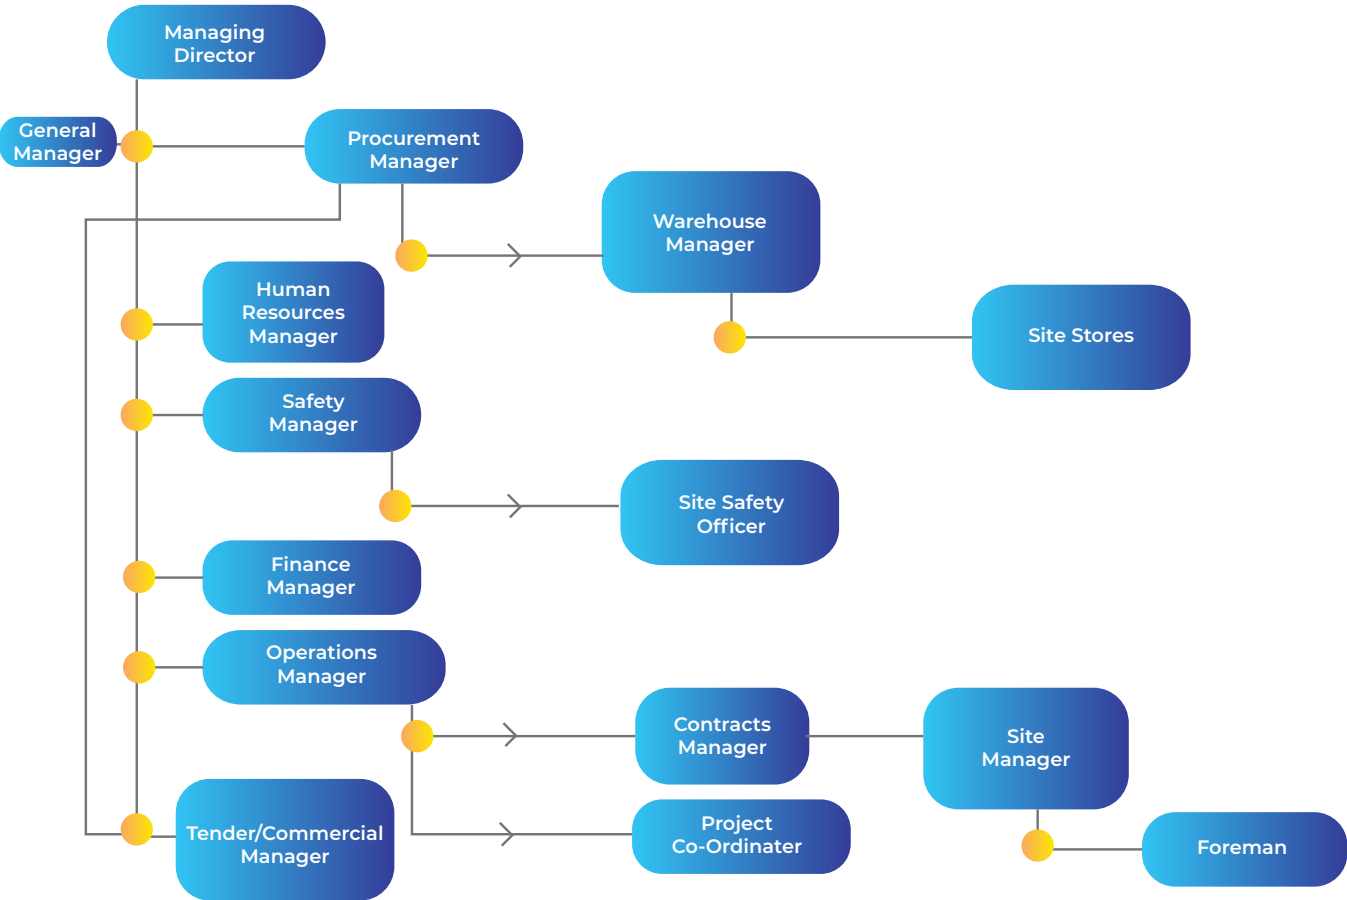 Managing
Director
General
Manager
Procurement
Manager
Warehouse
Manager
Human
Resources
Manager
Site Stores
Safety
Manager
Site Safety
Officer
Finance
Manager
Operations
Manager
Contracts
Manager
Site
Manager
Tender/Commercial
Manager
Project
Co-Ordinater
Foreman